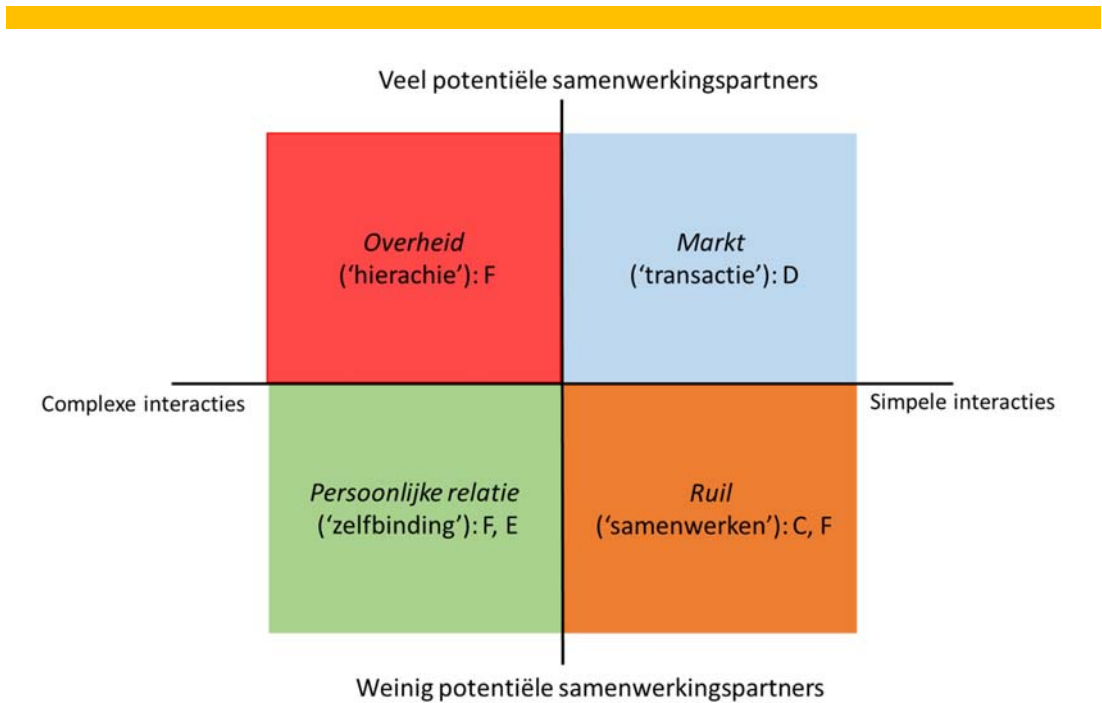 Veel potentiële samenwerkingspartners
Overheid
(‘hierachie’): F
Markt
(‘transactie’): D
Complexe interacties
Simpele interacties
Persoonlijke relatie
(‘zelfbinding’): F, E
Ruil
(‘samenwerken’): C, F
Weinig potentiële samenwerkingspartners